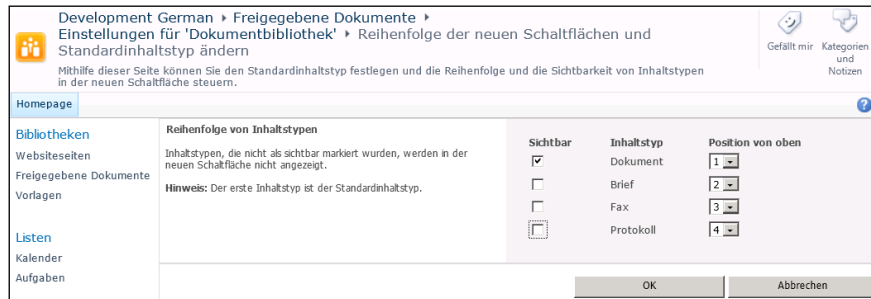 Development German ▸ Freigegebene Dokumente ▸
Einstellungen für 'Dokumentbibliothek' ▸ Reihenfolge der neuen Schaltflächen und
Standardinhaltstyp ändern
Gefällt mir
Kategorien
und
Notizen
Mithilfe dieser Seite können Sie den Standardinhaltstyp festlegen und die Reihenfolge und die Sichtbarkeit von Inhaltstypen
in der neuen Schaltfläche steuern.
Homepage
Bibliotheken
Websiteseiten
Freigegebene Dokumente
Vorlagen
Listen
Kalender
Aufgaben
Reihenfolge von Inhaltstypen
Inhaltstypen, die nicht als sichtbar markiert wurden, werden in der
neuen Schaltfläche nicht angezeigt.
Hinweis: Der erste Inhaltstyp ist der Standardinhaltstyp.
Sichtbar Inhaltstyp Position von oben
Dokument 1
Brief 2
Fax 3
Protokoll 4
OK Abbrechen